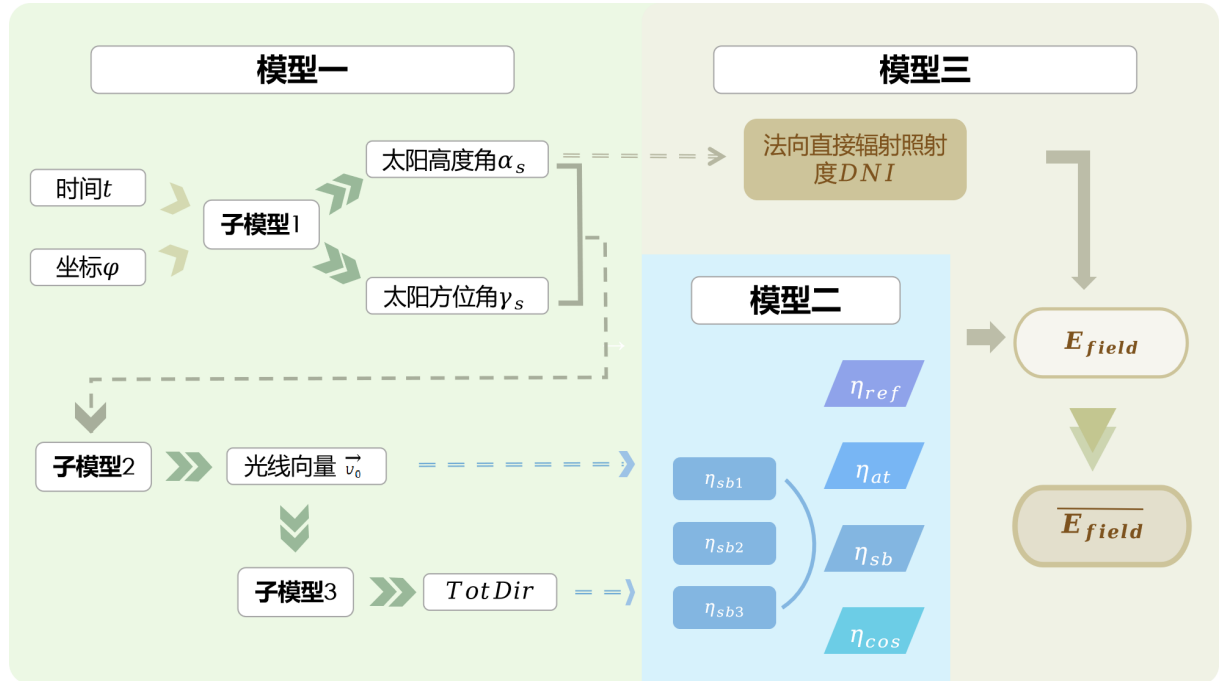 模型一
时间t
坐标φ
子模型1
太阳高度角α_s
太阳方位角γ_s
子模型2
光线向量 \vec{v_0}
子模型3
TotDir
模型三
法向直接辐射照射
度DNI
模型二
η_ref
η_at
η_sb1
η_sb2
η_sb
η_sb3
η_cos
E_field
\overline{E_field}